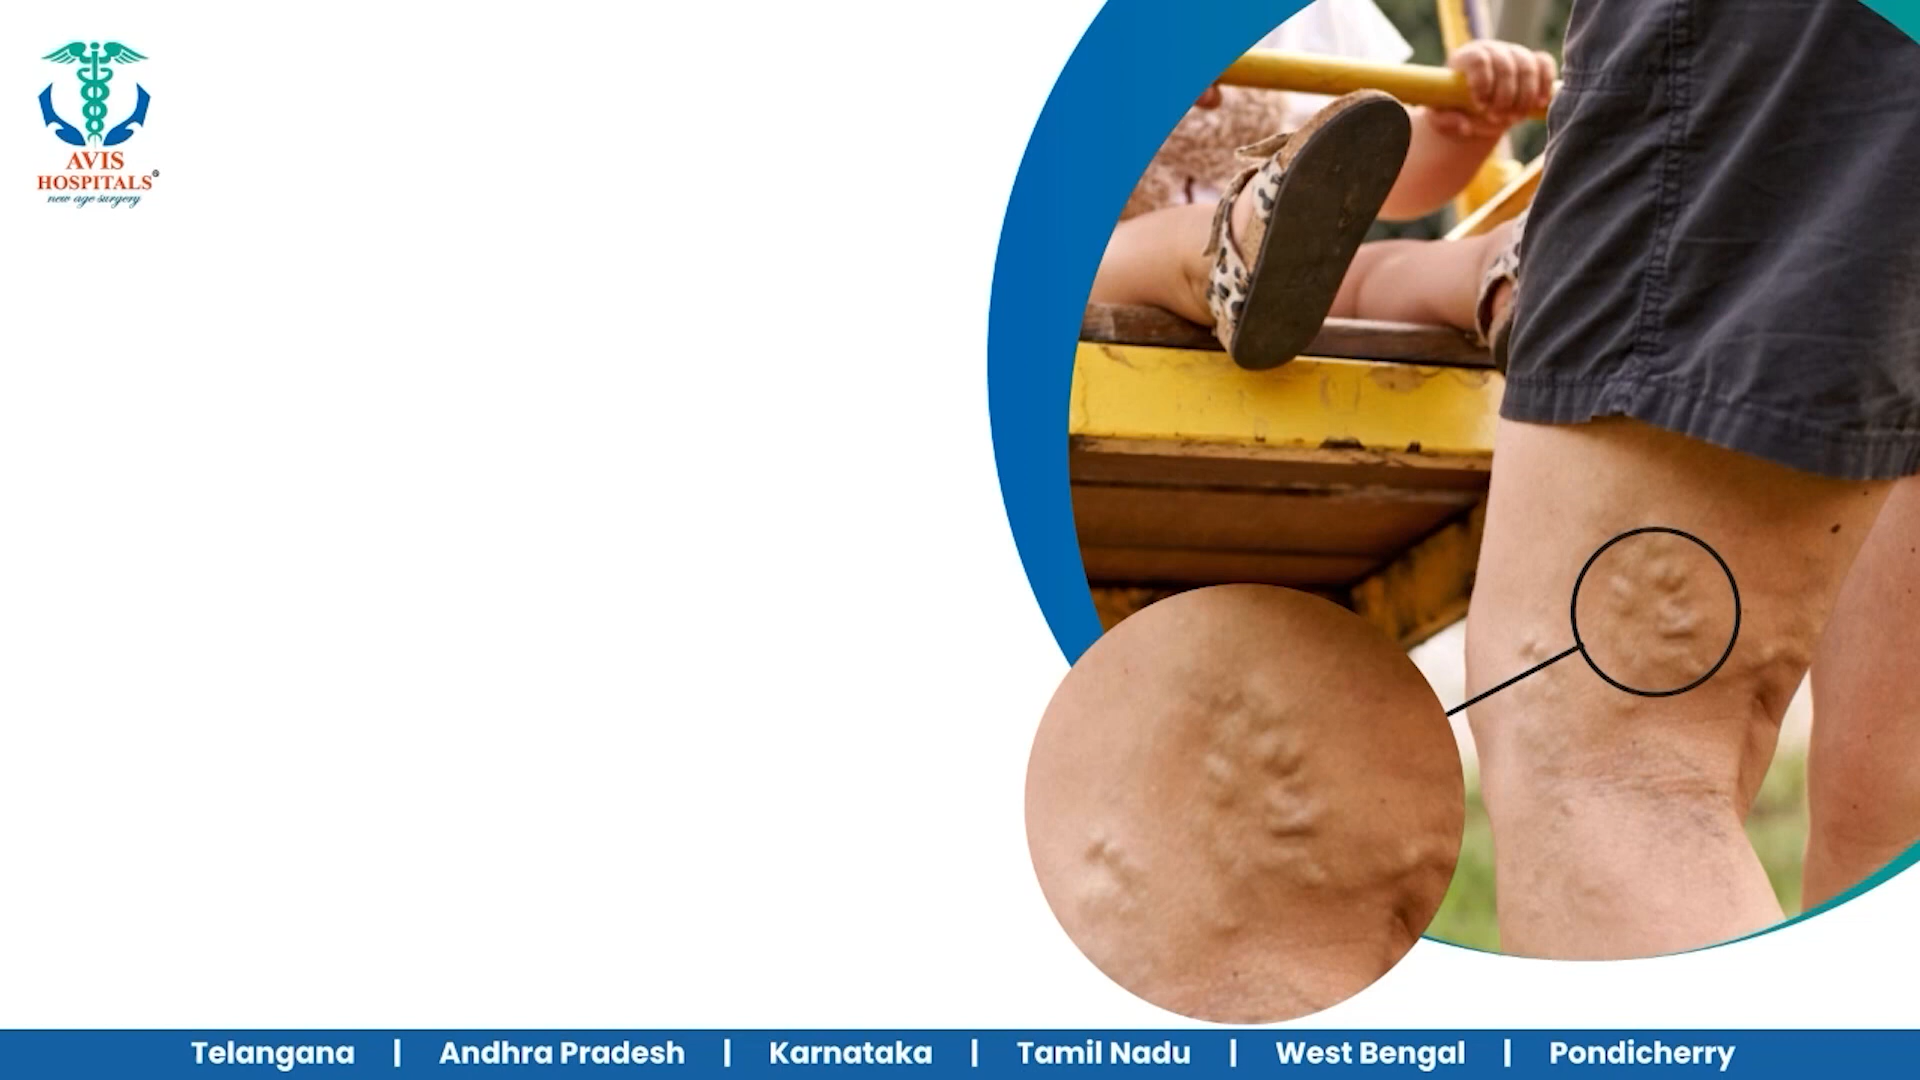 AVIS
HOSPITALS®
new age surgery
Telangana | Andhra Pradesh | Karnataka | Tamil Nadu | West Bengal | Pondicherry